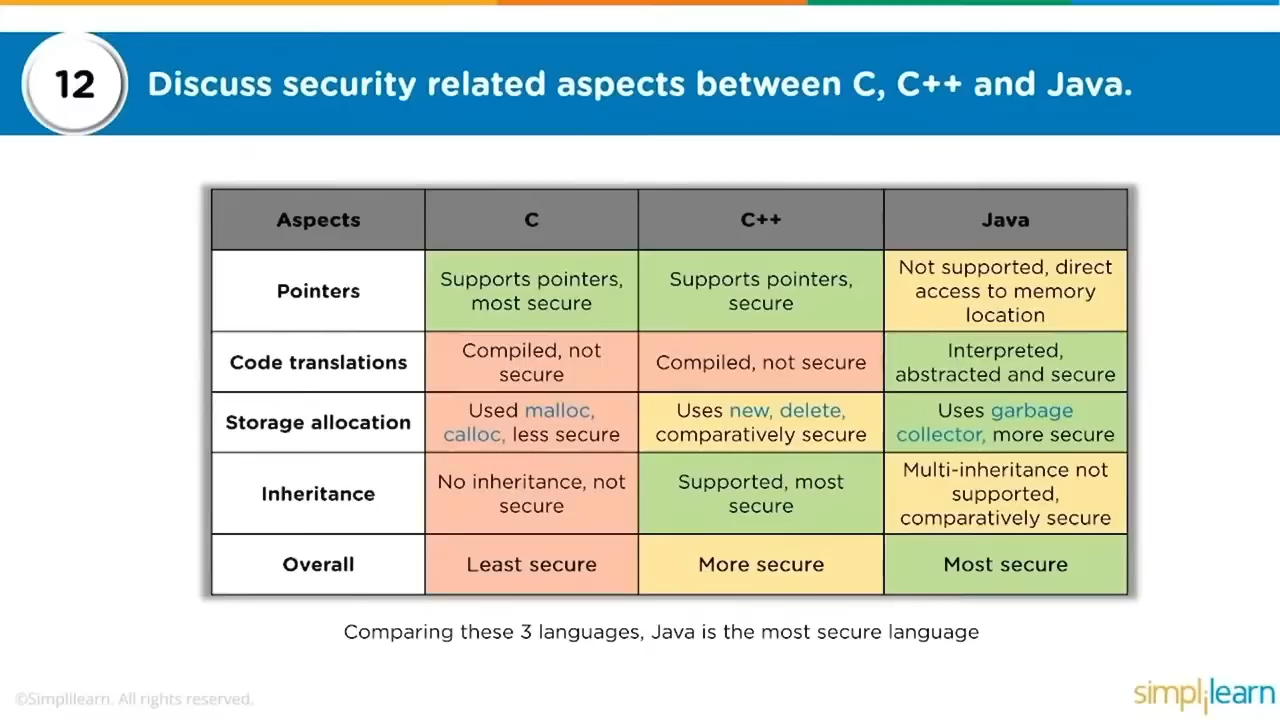 12
Discuss security related aspects between C, C++ and Java.
Aspects
C
C++
Java
Pointers
Supports pointers,
most secure
Supports pointers,
secure
Not supported, direct
access to memory
location
Code translations
Compiled, not
secure
Compiled, not secure
Interpreted,
abstracted and secure
Storage allocation
Used malloc,
calloc, less secure
Uses new, delete,
comparatively secure
Uses garbage
collector, more secure
Inheritance
No inheritance, not
secure
Supported, most
secure
Multi-inheritance not
supported,
comparatively secure
Overall
Least secure
More secure
Most secure
Comparing these 3 languages, Java is the most secure language
©Simplilearn. All rights reserved.
simplilearn